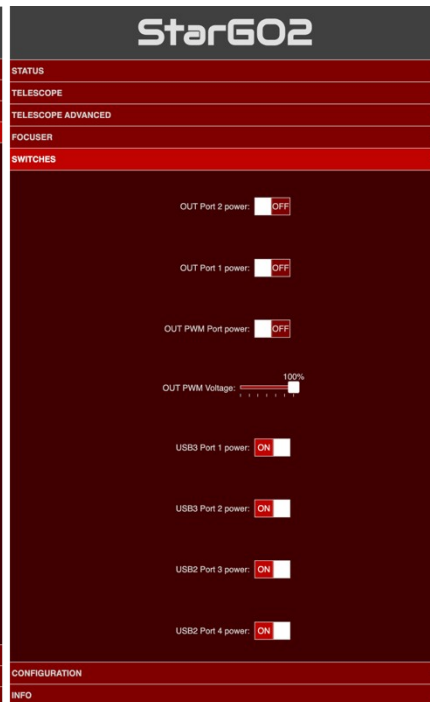 StarGO2
STATUS
TELESCOPE
TELESCOPE ADVANCED
FOCUSER
SWITCHES
OUT Port 2 power: OFF
OUT Port 1 power: OFF
OUT PWM Port power: OFF
100%
OUT PWM Voltage:
USB3 Port 1 power: ON
USB3 Port 2 power: ON
USB2 Port 3 power: ON
USB2 Port 4 power: ON
CONFIGURATION
INFO